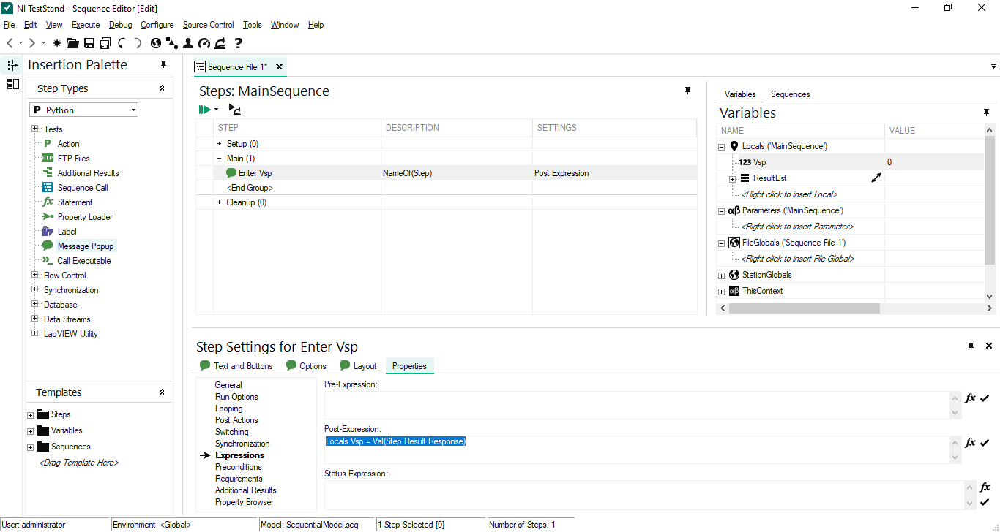 NI TestStand - Sequence Editor [Edit]
File Edit View Execute Debug Configure Source Control Tools Window Help
Insertion Palette
Step Types
Python
Tests
Action
FTP Files
Additional Results
Sequence Call
Statement
Property Loader
Label
Message Popup
Call Executable
Flow Control
Synchronization
Database
Data Streams
LabVIEW Utility
Templates
Steps
Variables
Sequences
<Drag Template Here>
Sequence File 1*
Steps: MainSequence
STEP DESCRIPTION SETTINGS
Setup (0)
Main (1)
Enter Vsp NameOf(Step) Post Expression
<End Group>
Cleanup (0)
Variables Sequences
Variables
NAME VALUE
Locals ('MainSequence')
123 Vsp 0
ResultList
<Right click to insert Local>
αβ Parameters ('MainSequence')
<Right click to insert Parameter>
FileGlobals ('Sequence File 1')
<Right click to insert File Global>
StationGlobals
αβ ThisContext
Step Settings for Enter Vsp
Text and Buttons Options Layout Properties
General
Run Options
Looping
Post Actions
Switching
Synchronization
Expressions
Preconditions
Requirements
Additional Results
Property Browser
Pre-Expression:
fx
Post-Expression:
Locals.Vsp = Val(Step.Result.Response)
fx
Status Expression:
fx
User: administrator Environment: <Global> Model: SequentialModel.seq 1 Step Selected [0] Number of Steps: 1